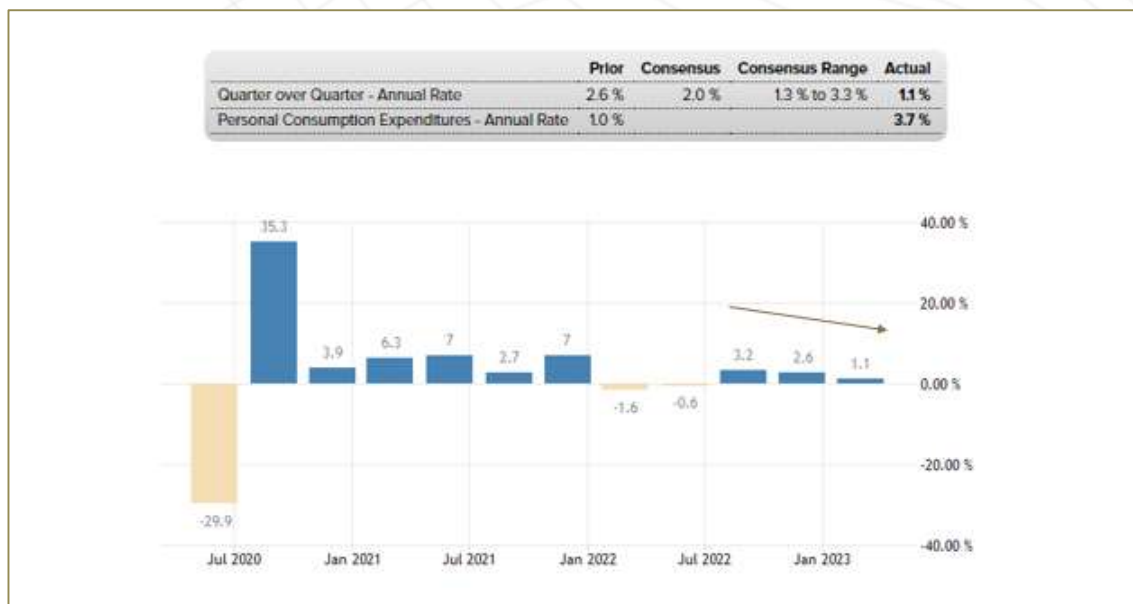 Prior Consensus Consensus Range Actual
Quarter over Quarter - Annual Rate 2.6 % 2.0 % 1.3 % to 3.3 % 1.1 %
Personal Consumption Expenditures - Annual Rate 1.0 % 3.7 %
35.3 40.00 %
20.00 %
3.9 6.3 7 2.7 7 3.2 2.6 1.1
0.00 %
-1.6 -0.6
-20.00 %
-29.9
-40.00 %
Jul 2020 Jan 2021 Jul 2021 Jan 2022 Jul 2022 Jan 2023